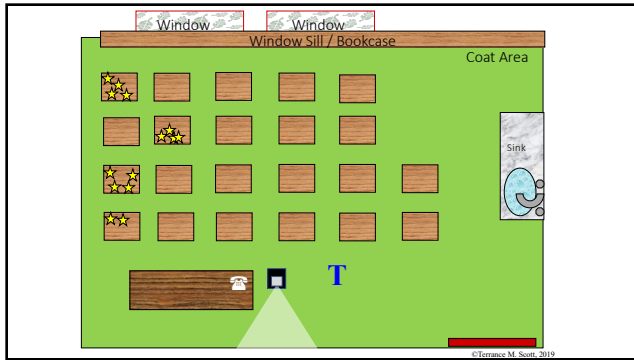 Window
Window
Window Sill / Bookcase
Coat Area
Sink
T
©Terrance M. Scott, 2019